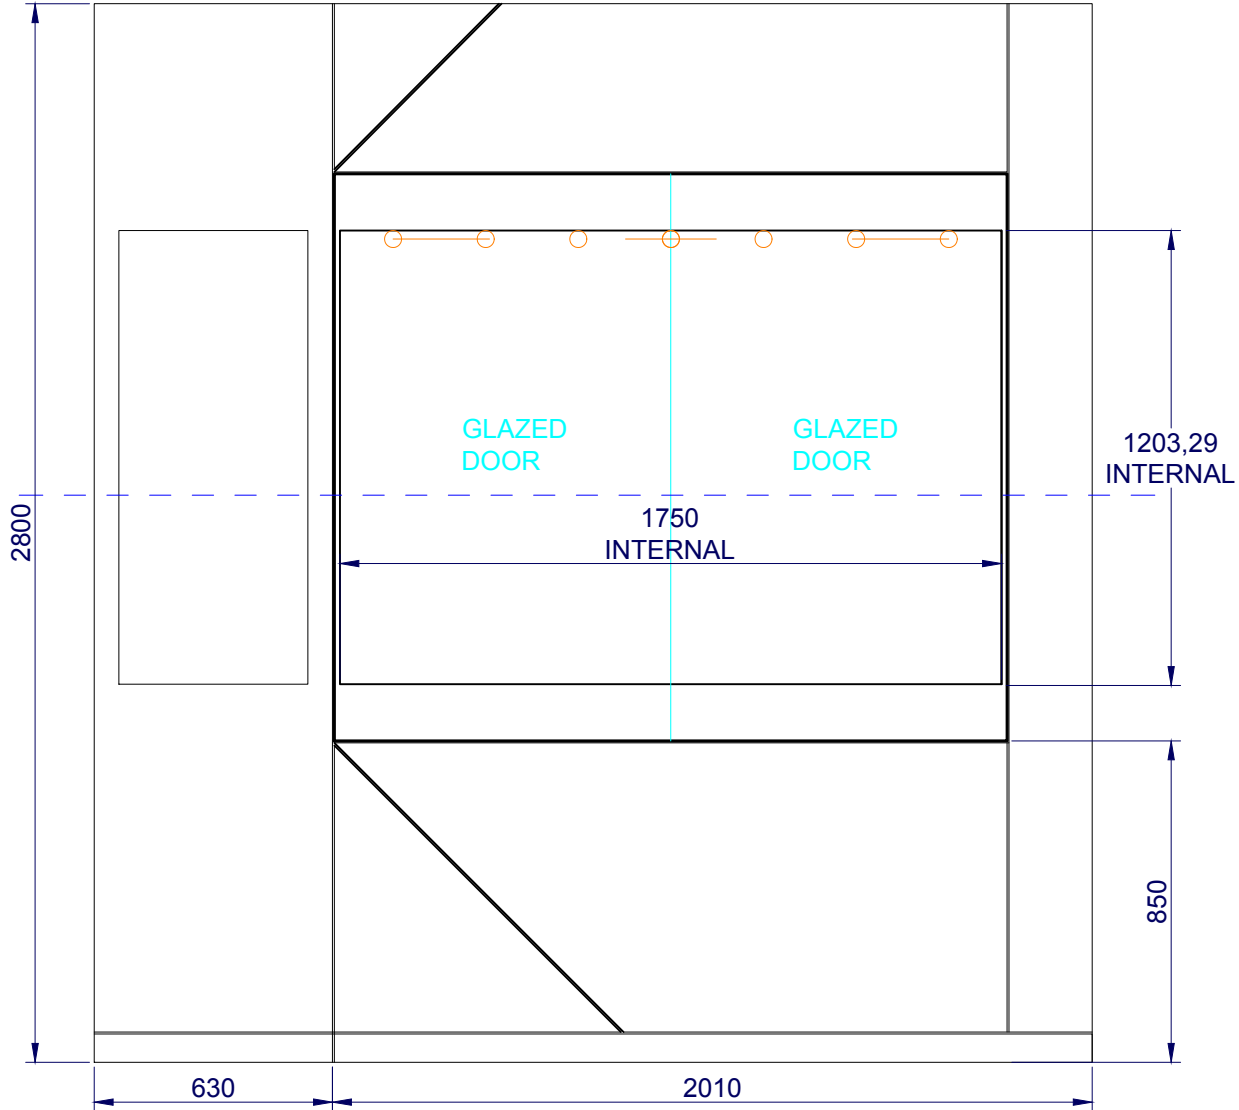 GLAZED
DOOR
GLAZED
DOOR
1203,29
INTERNAL
2800
1750
INTERNAL
850
630
2010